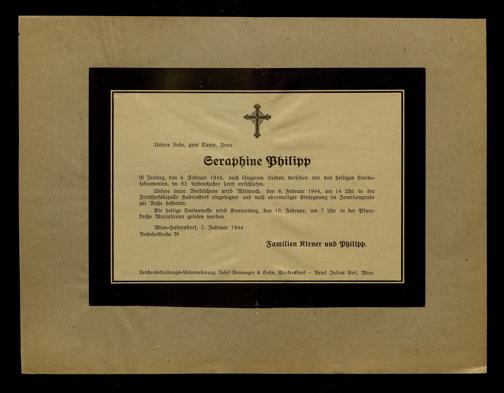 Unsere liebe, gute Tante, Frau
Seraphine Philipp
ist Freitag, den 4. Februar 1944, nach längerem Leiden, versehen mit den heiligen Sterbe-
sakramenten, im 82. Lebensjahre sanft entschlafen.
Unsere teure Verblichene wird Mittwoch, den 9. Februar 1944, um 14 Uhr in der
Friedhofskapelle Hadersdorf eingesegnet und nach abermaliger Einsegnung im Familiengrabe
zur Ruhe bestattet.
Die heilige Seelenmesse wird Donnerstag, den 10. Februar, um 7 Uhr in der Pfarr-
kirche Mariabrunn gelesen werden.
Wien-Hadersdorf, 7. Februar 1944
Bahnhofstraße 26
Familien Kirner und Philipp.
Leichenbestattungs-Unternehmung Josef & Sohn, Purkersdorf — Druck Julius Wien